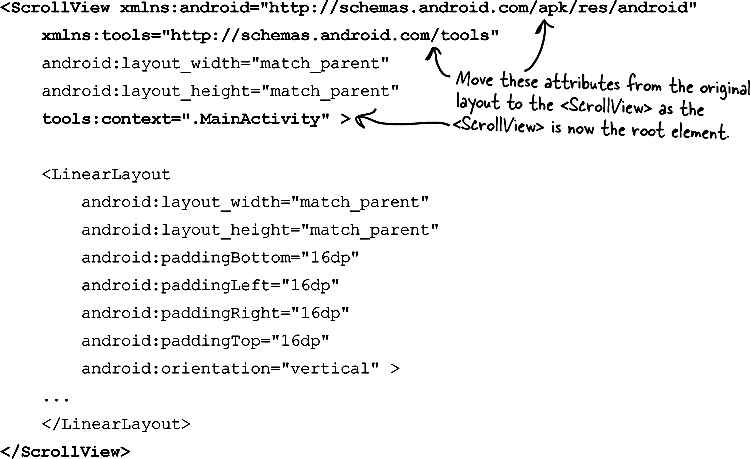 <ScrollView xmlns:android="http://schemas.android.com/apk/res/android"
xmlns:tools="http://schemas.android.com/tools"
android:layout_width="match_parent"
android:layout_height="match_parent"
tools:context=".MainActivity" >
Move these attributes from the original
layout to the <ScrollView> as the
<ScrollView> is now the root element.
<LinearLayout
android:layout_width="match_parent"
android:layout_height="match_parent"
android:paddingBottom="16dp"
android:paddingLeft="16dp"
android:paddingRight="16dp"
android:paddingTop="16dp"
android:orientation="vertical" >
...
</LinearLayout>
</ScrollView>